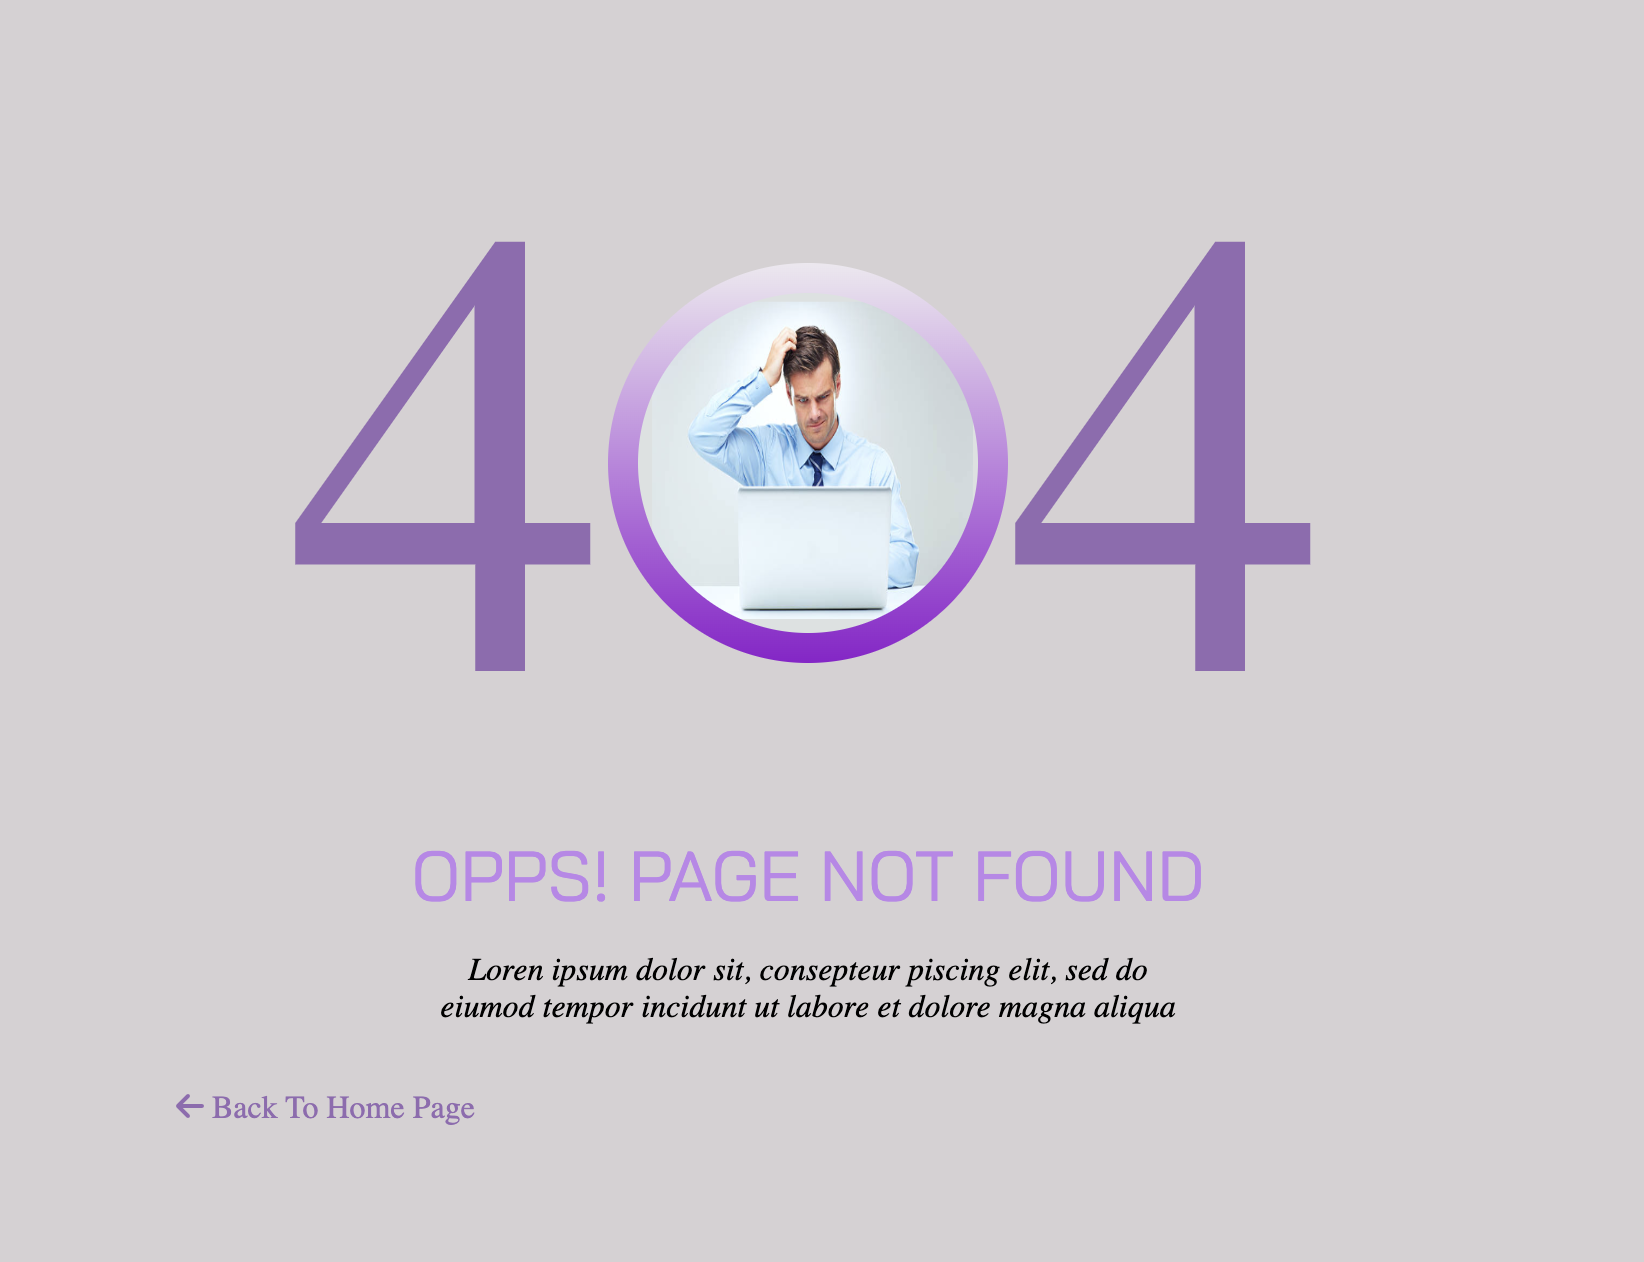 404
OPPS! PAGE NOT FOUND
Loren ipsum dolor sit, consepteur piscing elit, sed do
eiumod tempor incidunt ut labore et dolore magna aliqua
← Back To Home Page